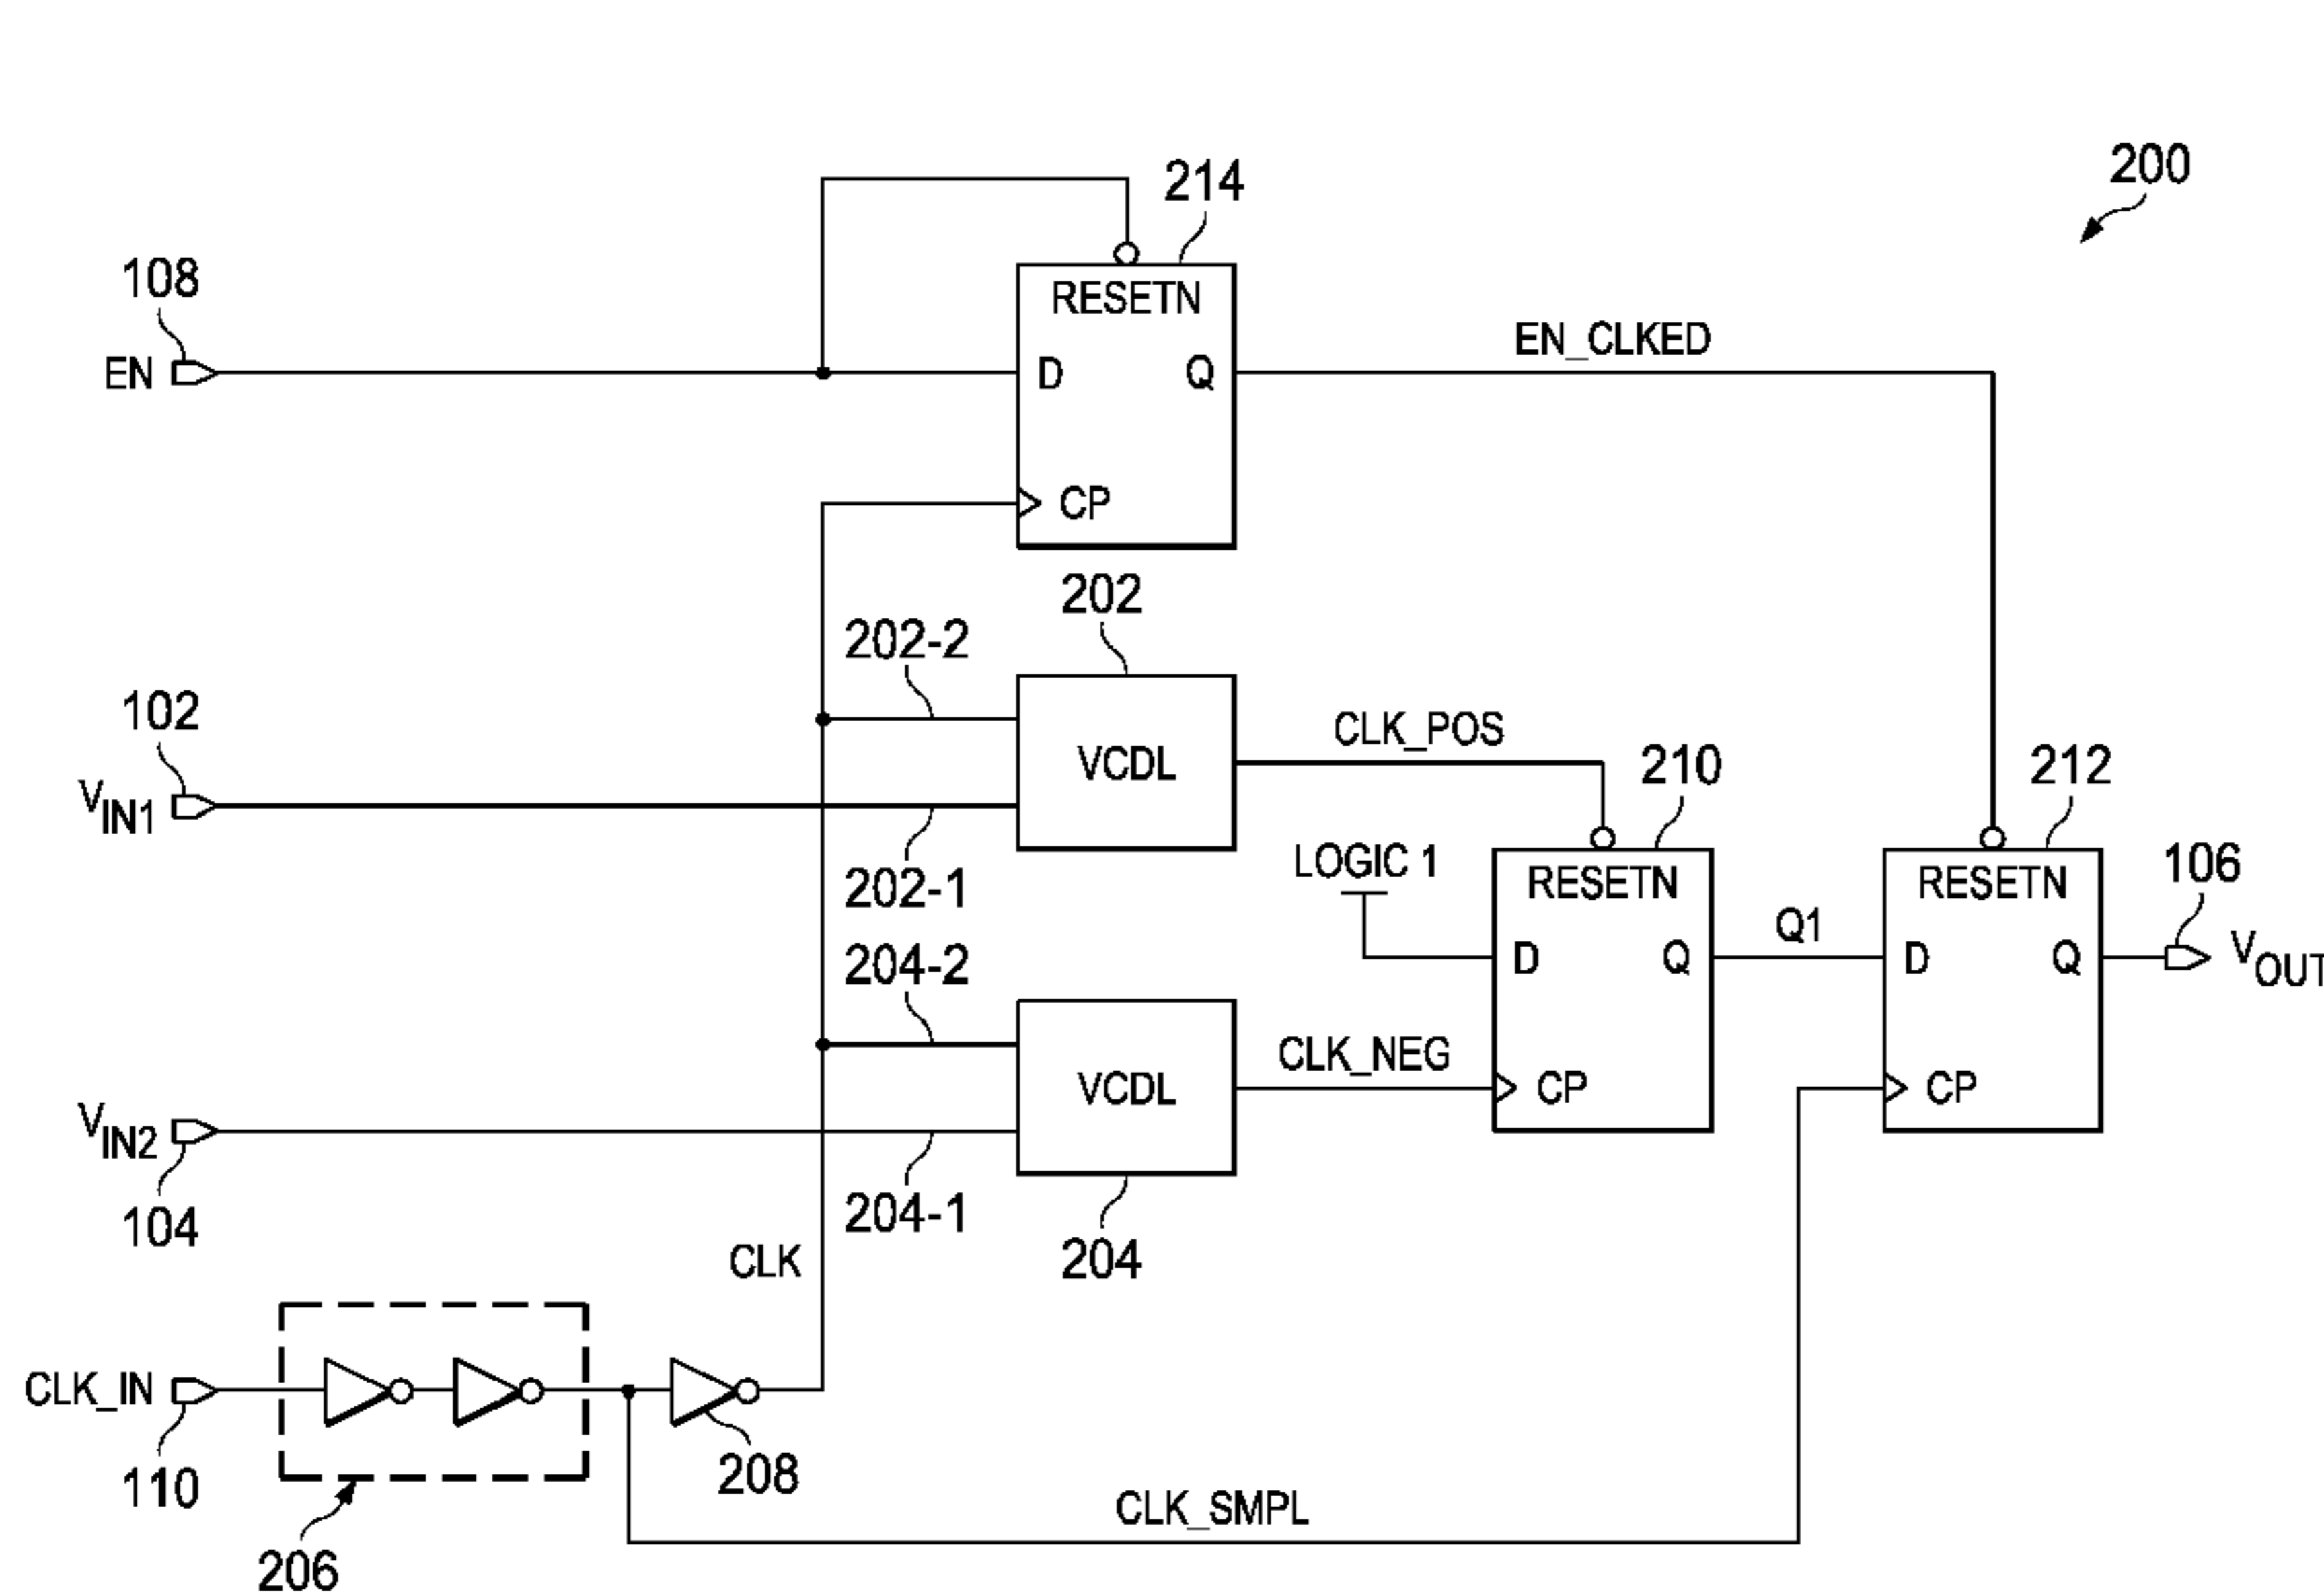 214
200
RESETN
108
EN_CLKED
EN
D
Q
CP
202
202-2
102
CLK_POS
210
212
VIN1
VCDL
LOGIC 1
106
202-1
RESETN
RESETN
Q1
204-2
D
Q
D
Q
VOUT
CLK_NEG
VIN2
VCDL
CP
CP
104
204-1
204
CLK
CLK_IN
208
110
CLK_SMPL
206